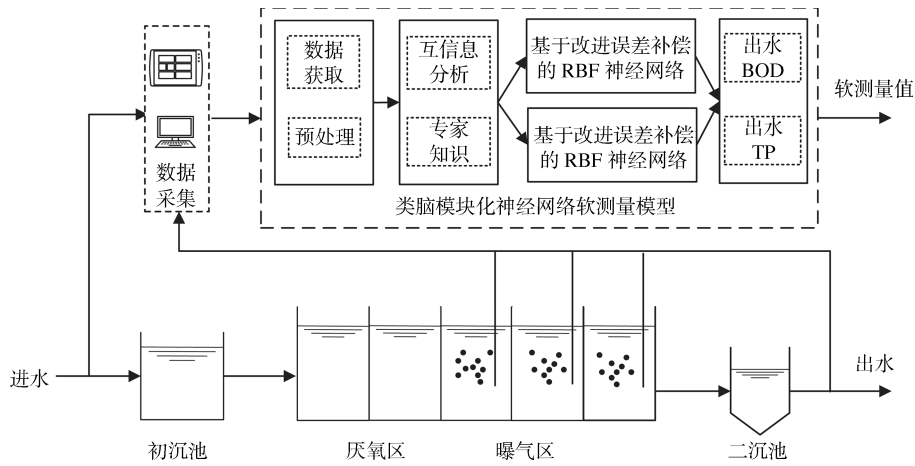 数据
采集
数据
获取
预处理
互信息
分析
专家
知识
基于改进误差补偿
的 RBF 神经网络
基于改进误差补偿
的 RBF 神经网络
出水
BOD
出水
TP
软测量值
类脑模块化神经网络软测量模型
进水
出水
初沉池
厌氧区
曝气区
二沉池